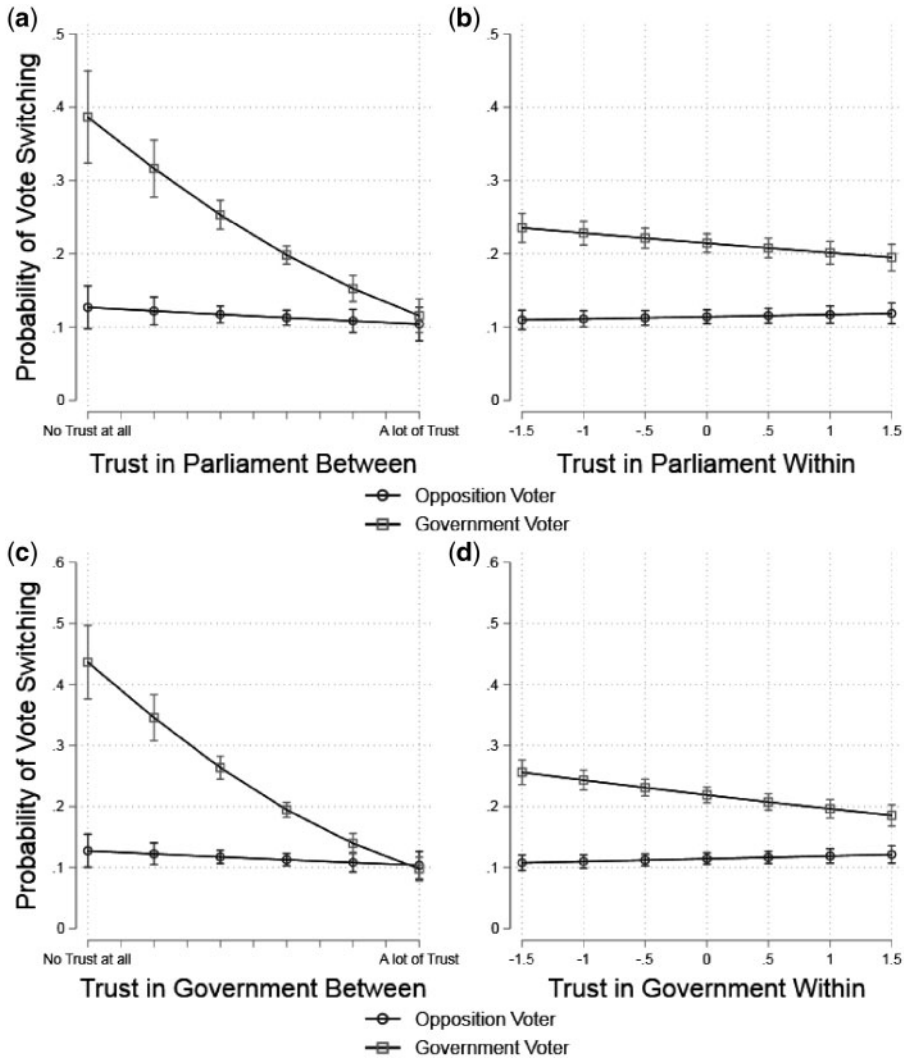 (a)
Probability of Vote Switching
.5
.4
.3
.2
.1
0
No Trust at all A lot of Trust
Trust in Parliament Between
(b)
.5
.4
.3
.2
.1
0
-1.5 -1 -.5 0 .5 1 1.5
Trust in Parliament Within
Opposition Voter
Government Voter
(c)
Probability of Vote Switching
.6
.5
.4
.3
.2
.1
0
No Trust at all A lot of Trust
Trust in Government Between
(d)
.6
.5
.4
.3
.2
.1
0
-1.5 -1 -.5 0 .5 1 1.5
Trust in Government Within
Opposition Voter
Government Voter